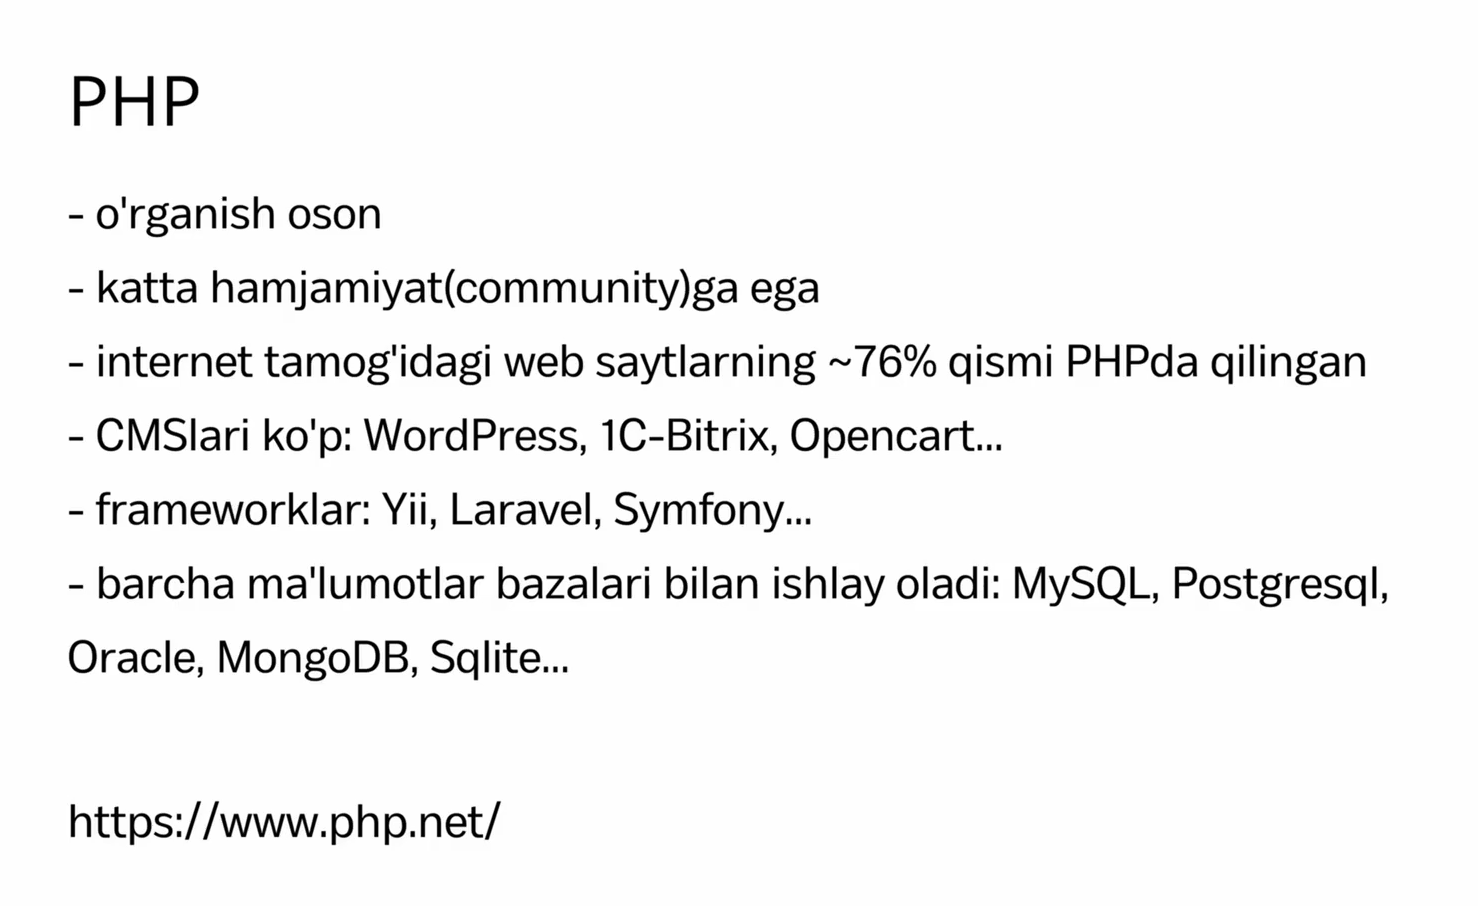 PHP
- o'rganish oson
- katta hamjamiyat(community)ga ega
- internet tamog'idagi web saytlarning ~76% qismi PHPda qilingan
- CMSlari ko'p: WordPress, 1C-Bitrix, Opencart...
- frameworklar: Yii, Laravel, Symfony...
- barcha ma'lumotlar bazalari bilan ishlay oladi: MySQL, Postgresql,
Oracle, MongoDB, Sqlite...
https://www.php.net/